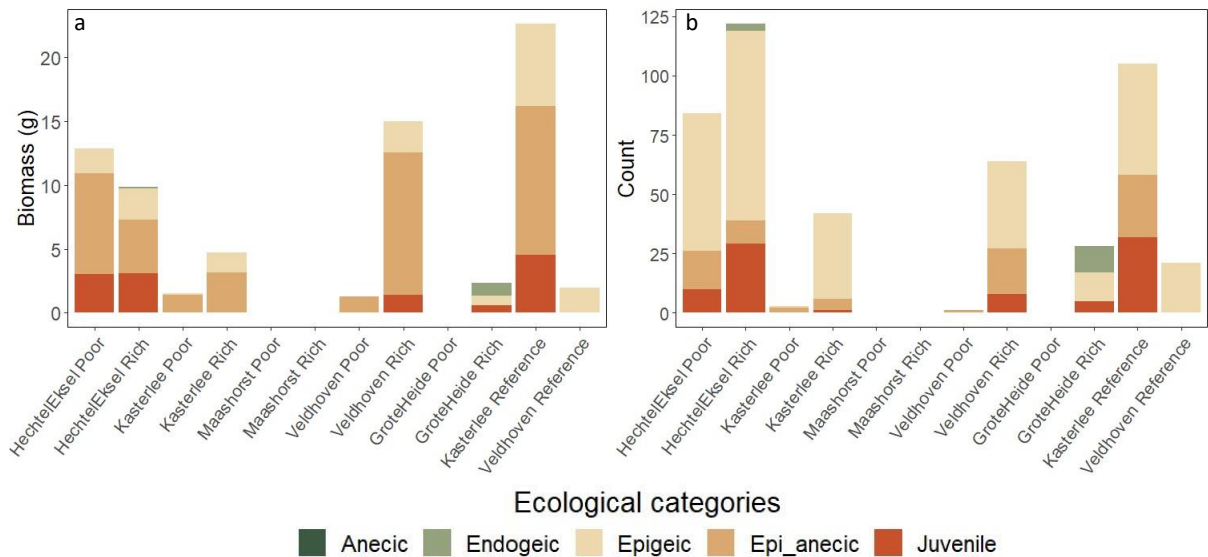 a
Biomass (g)
20
15
10
5
0
HechtelEksel Poor
HechtelEksel Rich
Kasterlee Poor
Kasterlee Rich
Maashorst Poor
Maashorst Rich
Veldhoven Poor
Veldhoven Rich
GroteHeide Poor
GroteHeide Rich
Kasterlee Reference
Veldhoven Reference
b
Count
125
100
75
50
25
0
HechtelEksel Poor
HechtelEksel Rich
Kasterlee Poor
Kasterlee Rich
Maashorst Poor
Maashorst Rich
Veldhoven Poor
Veldhoven Rich
GroteHeide Poor
GroteHeide Rich
Kasterlee Reference
Veldhoven Reference
Ecological categories
Anecic Endogeic Epigeic Epi_anecic Juvenile